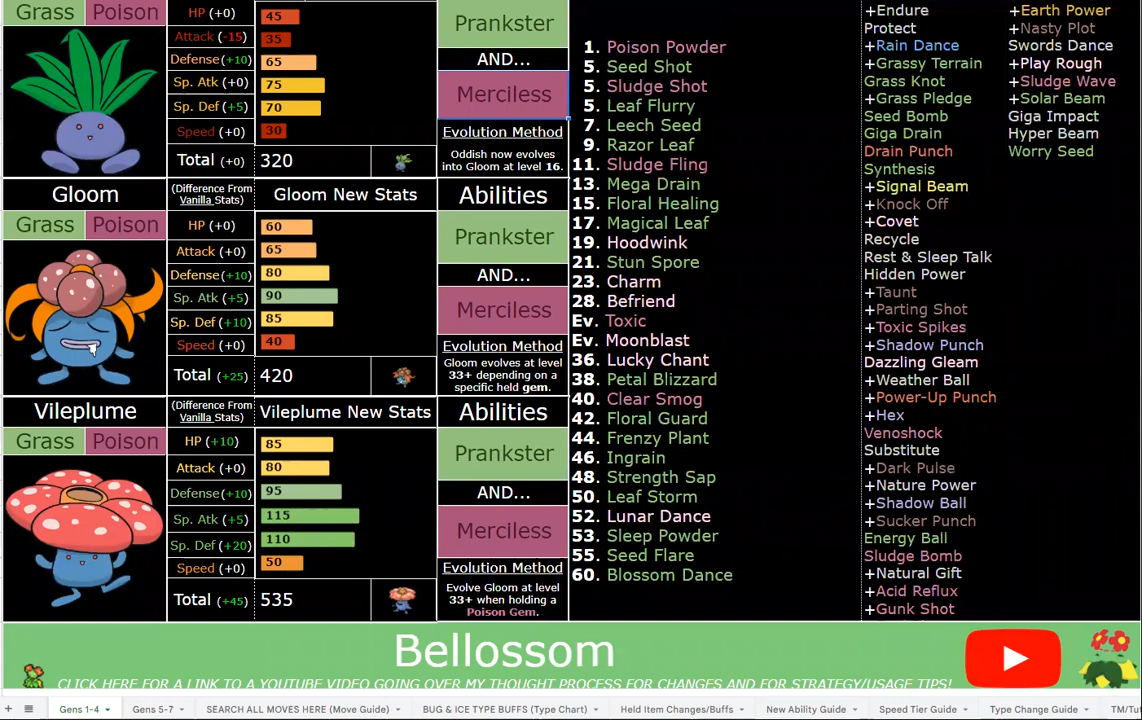 Grass Poison
HP (+0) 45
Attack (-15) 35
Defense (+10) 65
Sp. Atk (+0) 75
Sp. Def (+5) 70
Speed (+0) 30
Total (+0) 320
Prankster
AND...
Merciless
Evolution Method
Oddish now evolves
into Gloom at level 16.
Gloom
(Difference From
Vanilla Stats)
Gloom New Stats
Abilities
Grass Poison
HP (+0) 60
Attack (+0) 65
Defense (+10) 80
Sp. Atk (+5) 90
Sp. Def (+10) 85
Speed (+0) 40
Total (+25) 420
Prankster
AND...
Merciless
Evolution Method
Gloom evolves at level
33+ depending on a
specific held gem.
Vileplume
(Difference From
Vanilla Stats)
Vileplume New Stats
Abilities
Grass Poison
HP (+10) 85
Attack (+0) 80
Defense (+10) 95
Sp. Atk (+5) 115
Sp. Def (+20) 110
Speed (+0) 50
Total (+45) 535
Prankster
AND...
Merciless
Evolution Method
Evolve Gloom at level
33+ when holding a
Poison Gem.
1. Poison Powder
5. Seed Shot
5. Sludge Shot
5. Leaf Flurry
7. Leech Seed
9. Razor Leaf
11. Sludge Fling
13. Mega Drain
15. Floral Healing
17. Magical Leaf
19. Hoodwink
21. Stun Spore
23. Charm
28. Befriend
Ev. Toxic
Ev. Moonblast
36. Lucky Chant
38. Petal Blizzard
40. Clear Smog
42. Floral Guard
44. Frenzy Plant
46. Ingrain
48. Strength Sap
50. Leaf Storm
52. Lunar Dance
53. Sleep Powder
55. Seed Flare
60. Blossom Dance
+Endure
Protect
+Rain Dance
+Grassy Terrain
Grass Knot
+Grass Pledge
Seed Bomb
Giga Drain
Drain Punch
Synthesis
+Signal Beam
+Knock Off
+Covet
Recycle
Rest & Sleep Talk
Hidden Power
+Taunt
+Parting Shot
+Toxic Spikes
+Shadow Punch
Dazzling Gleam
+Weather Ball
+Power-Up Punch
+Hex
Venoshock
Substitute
+Dark Pulse
+Nature Power
+Shadow Ball
+Sucker Punch
Energy Ball
Sludge Bomb
+Natural Gift
+Acid Reflux
+Gunk Shot
+Earth Power
+Nasty Plot
Swords Dance
+Play Rough
+Sludge Wave
+Solar Beam
Giga Impact
Hyper Beam
Worry Seed
Bellossom
CLICK HERE FOR A LINK TO A YOUTUBE VIDEO GOING OVER MY THOUGHT PROCESS FOR CHANGES AND FOR STRATEGY/USAGE TIPS!
+ Gens 1-4 Gens 5-7 SEARCH ALL MOVES HERE (Move Guide) BUG & ICE TYPE BUFFS (Type Chart) Held Item Changes/Buffs New Ability Guide Speed Tier Guide Type Change Guide TM/Tut